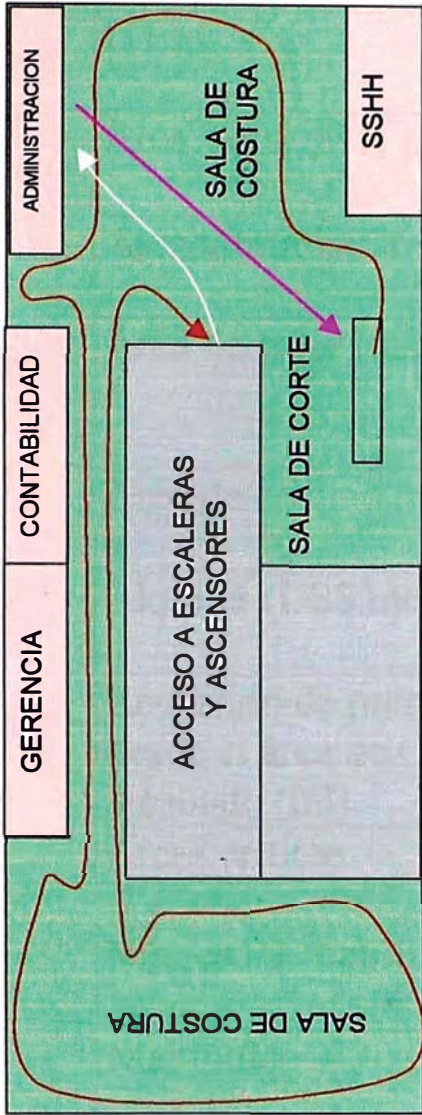 GERENCIA
CONTABILIDAD
ADMINISTRACION
ACCESO A ESCALERAS
Y ASCENSORES
SALA DE
COSTURA
SALA DE CORTE
SSHH
SALA DE COSTURA